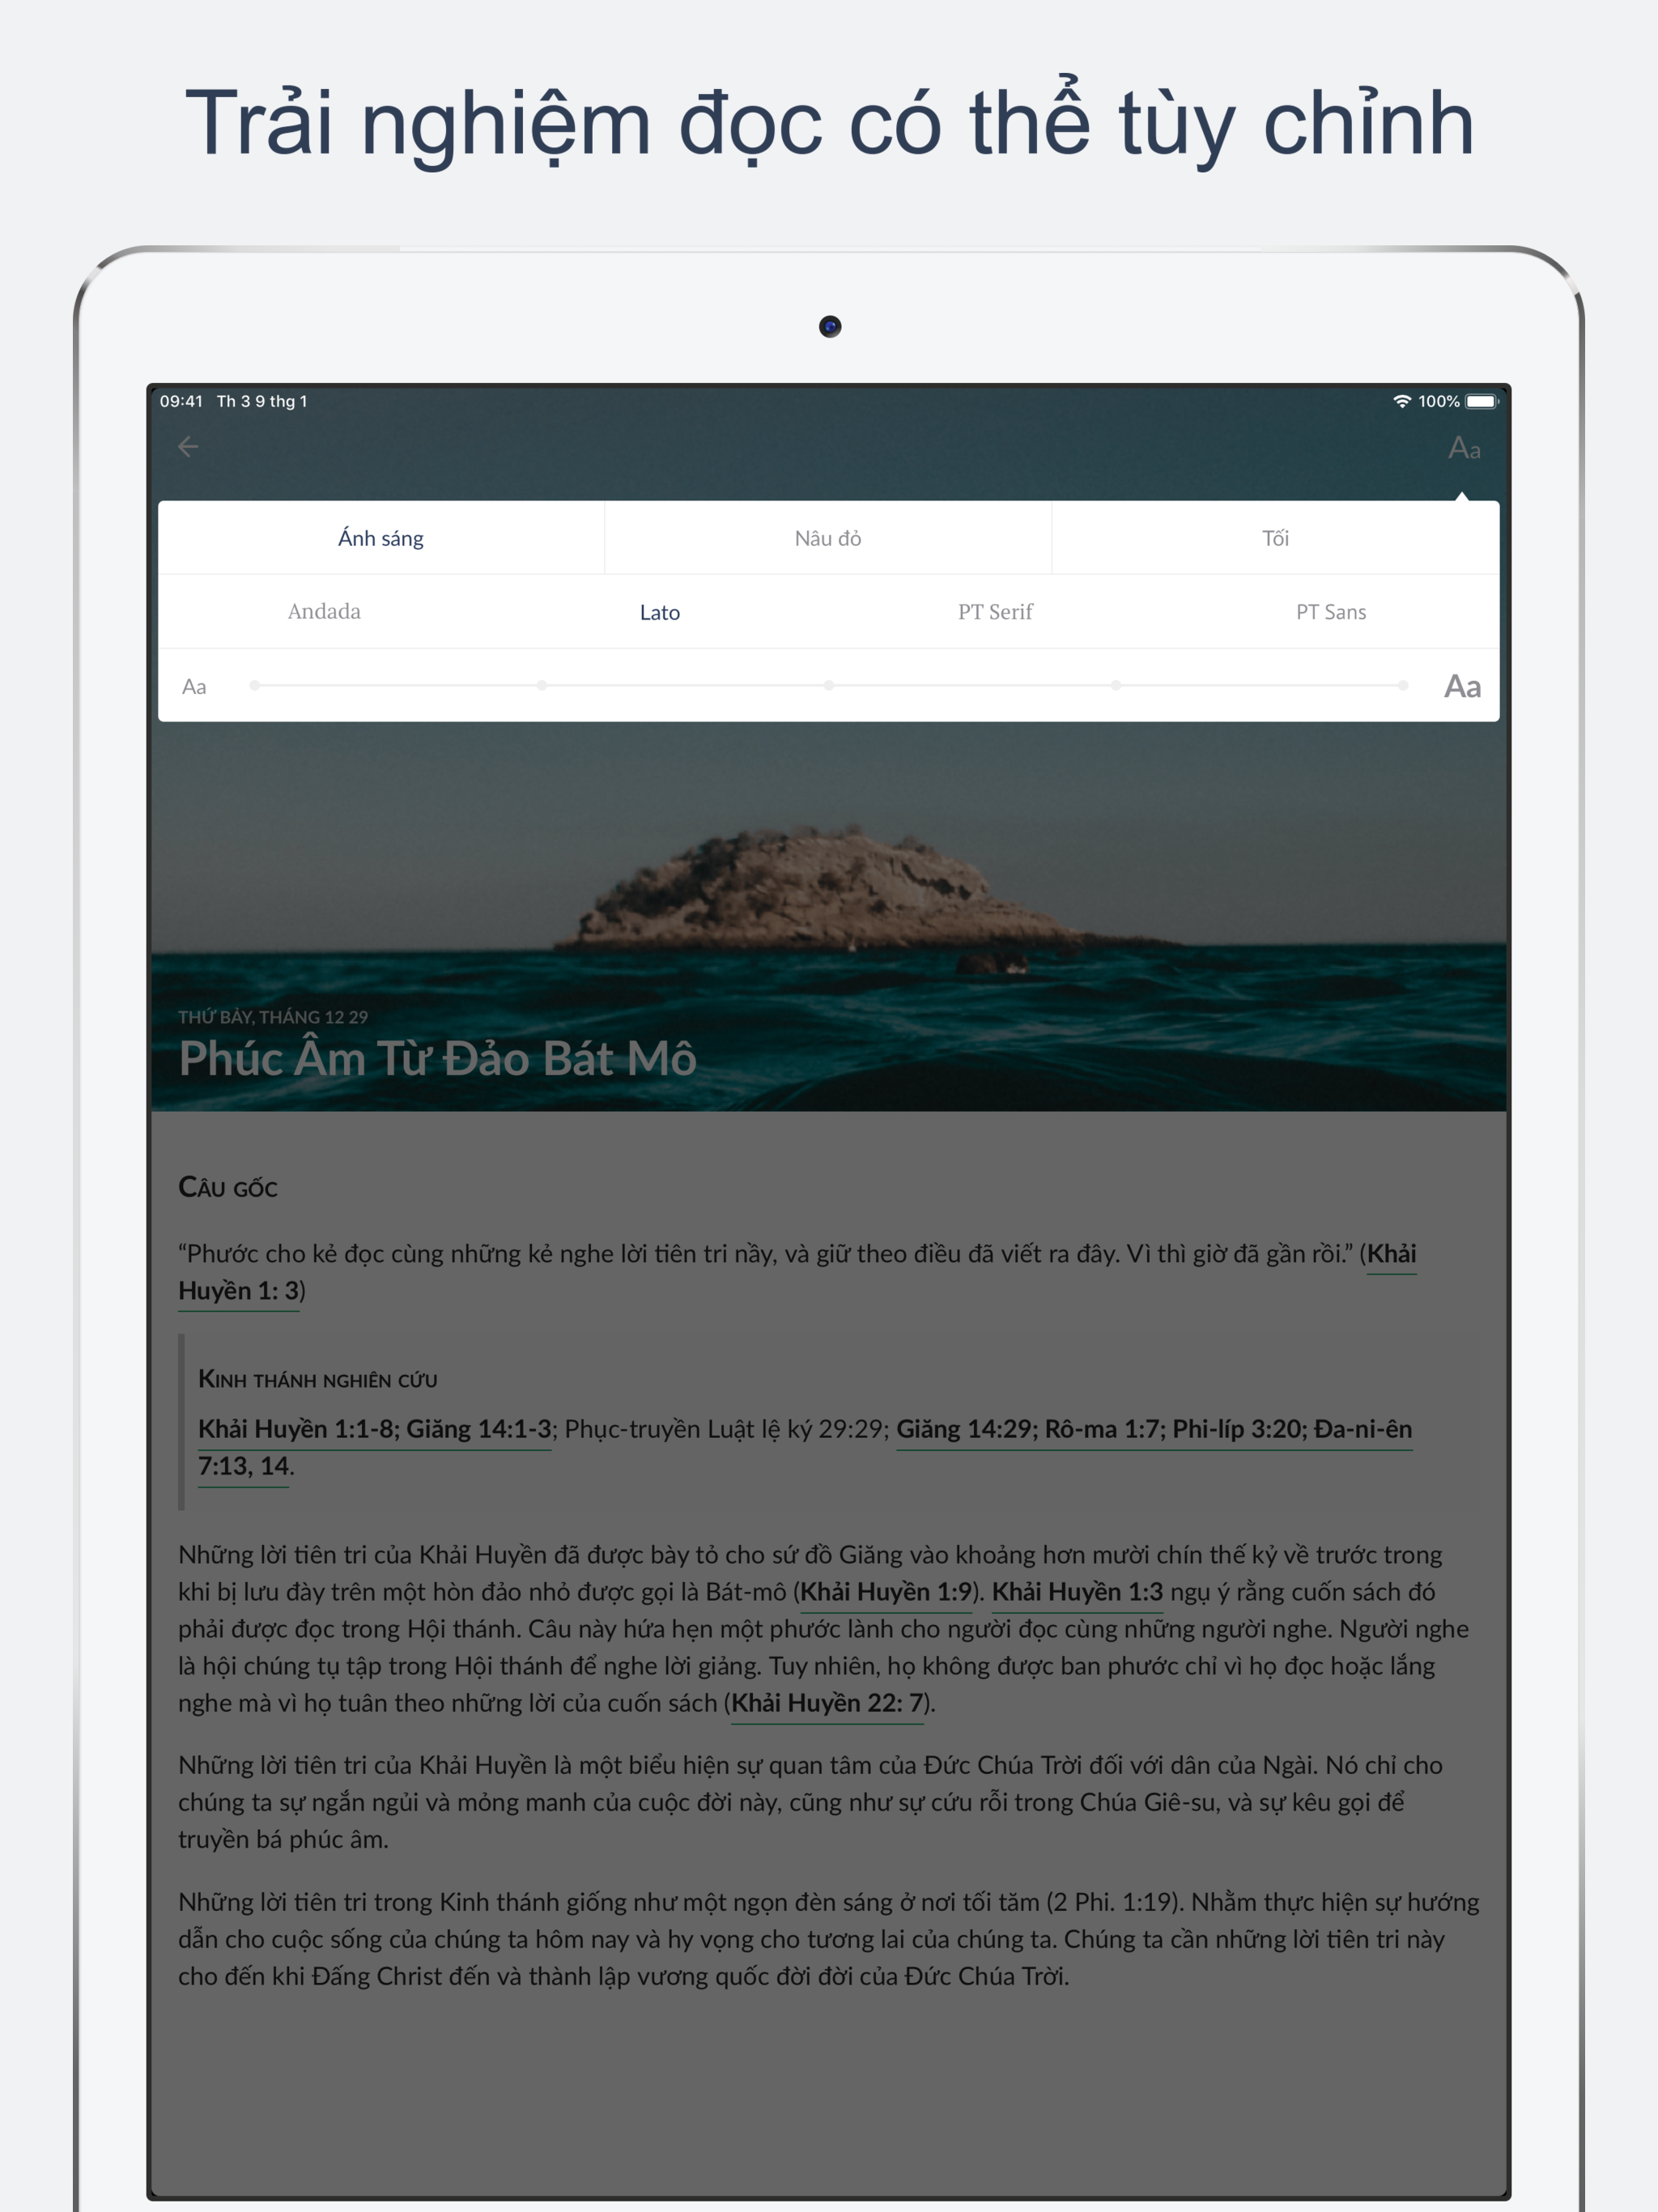 Trải nghiệm đọc có thể tùy chỉnh
09:41 Th 3 9 thg 1 100%
Aa
Ánh sáng Nâu đỏ Tối
Andada Lato PT Serif PT Sans
Aa Aa
THỨ BẢY, THÁNG 12 29
Phúc Âm Từ Đảo Bát Mô
Câu gốc
“Phước cho kẻ đọc cùng những kẻ nghe lời tiên tri nầy, và giữ theo điều đã viết ra đây. Vì thì giờ đã gần rồi.” (Khải
Huyền 1: 3)
Kinh thánh nghiên cứu
Khải Huyền 1:1-8; Giăng 14:1-3; Phục-truyền Luật lệ ký 29:29; Giăng 14:29; Rô-ma 1:7; Phi-líp 3:20; Đa-ni-ên
7:13, 14.
Những lời tiên tri của Khải Huyền đã được bày tỏ cho sứ đồ Giăng vào khoảng hơn mười chín thế kỷ về trước trong
khi bị lưu đày trên một hòn đảo nhỏ được gọi là Bát-mô (Khải Huyền 1:9). Khải Huyền 1:3 ngụ ý rằng cuốn sách đó
phải được đọc trong Hội thánh. Câu này hứa hẹn một phước lành cho người đọc cùng những người nghe. Người nghe
là hội chúng tụ tập trong Hội thánh để nghe lời giảng. Tuy nhiên, họ không được ban phước chỉ vì họ đọc hoặc lắng
nghe mà vì họ tuân theo những lời của cuốn sách (Khải Huyền 22: 7).
Những lời tiên tri của Khải Huyền là một biểu hiện sự quan tâm của Đức Chúa Trời đối với dân của Ngài. Nó chỉ cho
chúng ta sự ngắn ngủi và mỏng manh của cuộc đời này, cũng như sự cứu rỗi trong Chúa Giê-su, và sự kêu gọi để
truyền bá phúc âm.
Những lời tiên tri trong Kinh thánh giống như một ngọn đèn sáng ở nơi tối tăm (2 Phi. 1:19). Nhằm thực hiện sự hướng
dẫn cho cuộc sống của chúng ta hôm nay và hy vọng cho tương lai của chúng ta. Chúng ta cần những lời tiên tri này
cho đến khi Đấng Christ đến và thành lập vương quốc đời đời của Đức Chúa Trời.